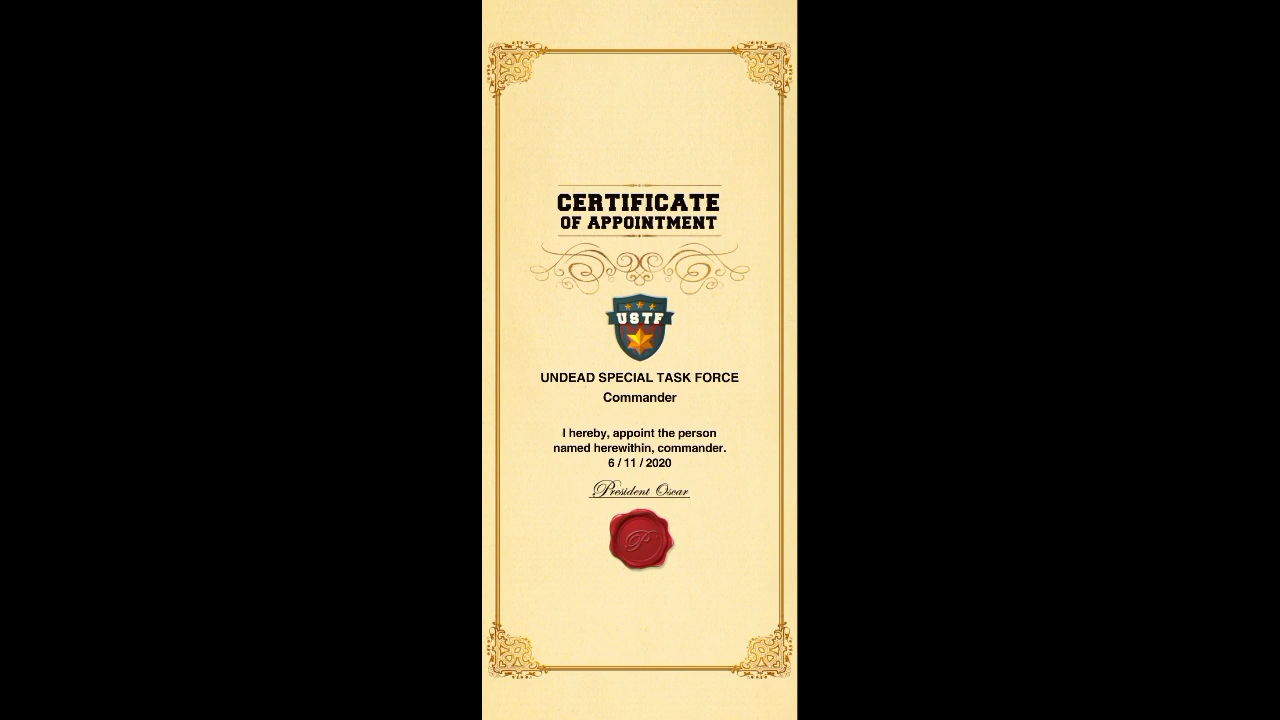 CERTIFICATE
OF APPOINTMENT
USTF
UNDEAD SPECIAL TASK FORCE
Commander
I hereby, appoint the person
named herewithin, commander.
6 / 11 / 2020
President Oscar
P